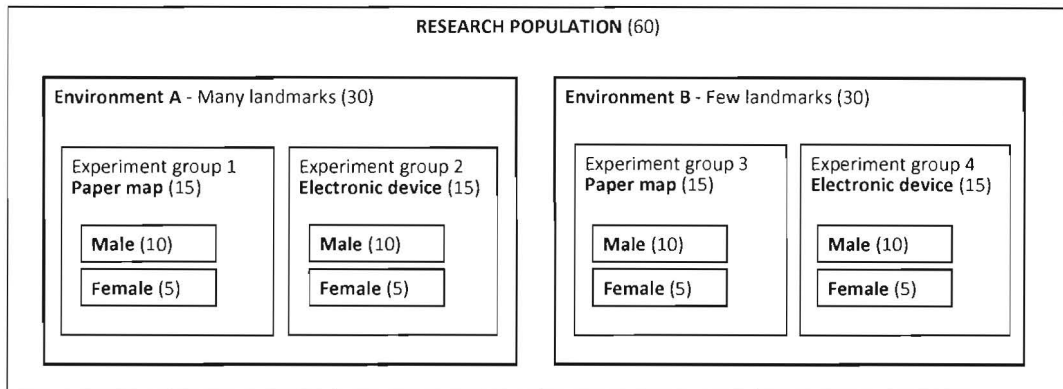 RESEARCH POPULATION (60)
Environment A - Many landmarks (30)
Experiment group 1
Paper map (15)
Male (10)
Female (5)
Experiment group 2
Electronic device (15)
Male (10)
Female (5)
Environment B - Few landmarks (30)
Experiment group 3
Paper map (15)
Male (10)
Female (5)
Experiment group 4
Electronic device (15)
Male (10)
Female (5)